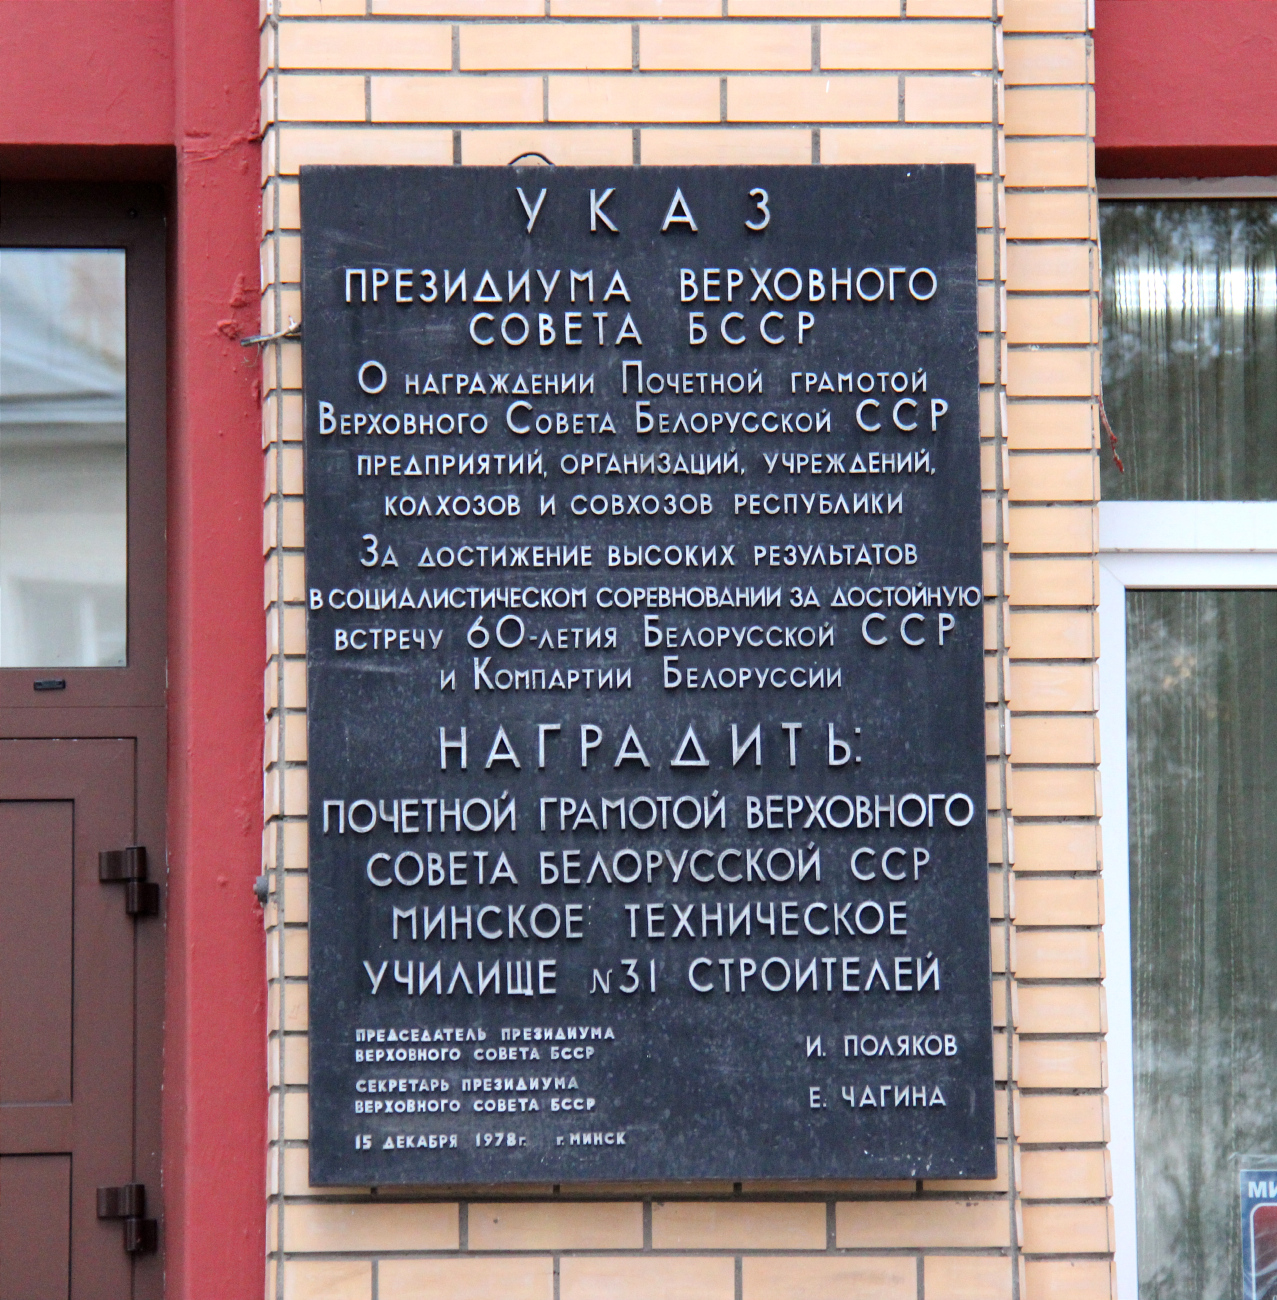 УКАЗ
ПРЕЗИДИУМА ВЕРХОВНОГО
СОВЕТА БССР
О НАГРАЖДЕНИИ ПОЧЕТНОЙ ГРАМОТОЙ
ВЕРХОВНОГО СОВЕТА БЕЛОРУССКОЙ ССР
ПРЕДПРИЯТИЙ, ОРГАНИЗАЦИЙ, УЧРЕЖДЕНИЙ,
КОЛХОЗОВ И СОВХОЗОВ РЕСПУБЛИКИ
ЗА ДОСТИЖЕНИЕ ВЫСОКИХ РЕЗУЛЬТАТОВ
В СОЦИАЛИСТИЧЕСКОМ СОРЕВНОВАНИИ ЗА ДОСТОЙНУЮ
ВСТРЕЧУ 60-ЛЕТИЯ БЕЛОРУССКОЙ ССР
И КОМПАРТИИ БЕЛОРУССИИ
НАГРАДИТЬ:
ПОЧЕТНОЙ ГРАМОТОЙ ВЕРХОВНОГО
СОВЕТА БЕЛОРУССКОЙ ССР
МИНСКОЕ ТЕХНИЧЕСКОЕ
УЧИЛИЩЕ N31 СТРОИТЕЛЕЙ
ПРЕДСЕДАТЕЛЬ ПРЕЗИДИУМА
ВЕРХОВНОГО СОВЕТА БССР И. ПОЛЯКОВ
СЕКРЕТАРЬ ПРЕЗИДИУМА
ВЕРХОВНОГО СОВЕТА БССР Е. ЧАГИНА
15 ДЕКАБРЯ 1978г. г. МИНСК